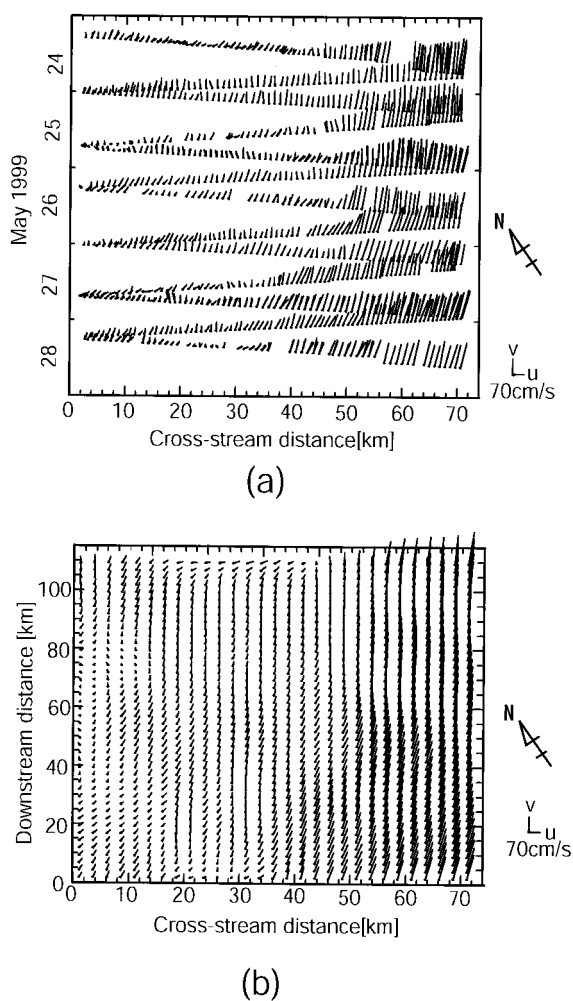 24
25
26
27
28
May 1999
0 10 20 30 40 50 60 70
Cross-stream distance[km]
N
v
u
70cm/s
(a)
100
80
60
40
20
0
Downstream distance [km]
0 10 20 30 40 50 60 70
Cross-stream distance[km]
N
v
u
70cm/s
(b)